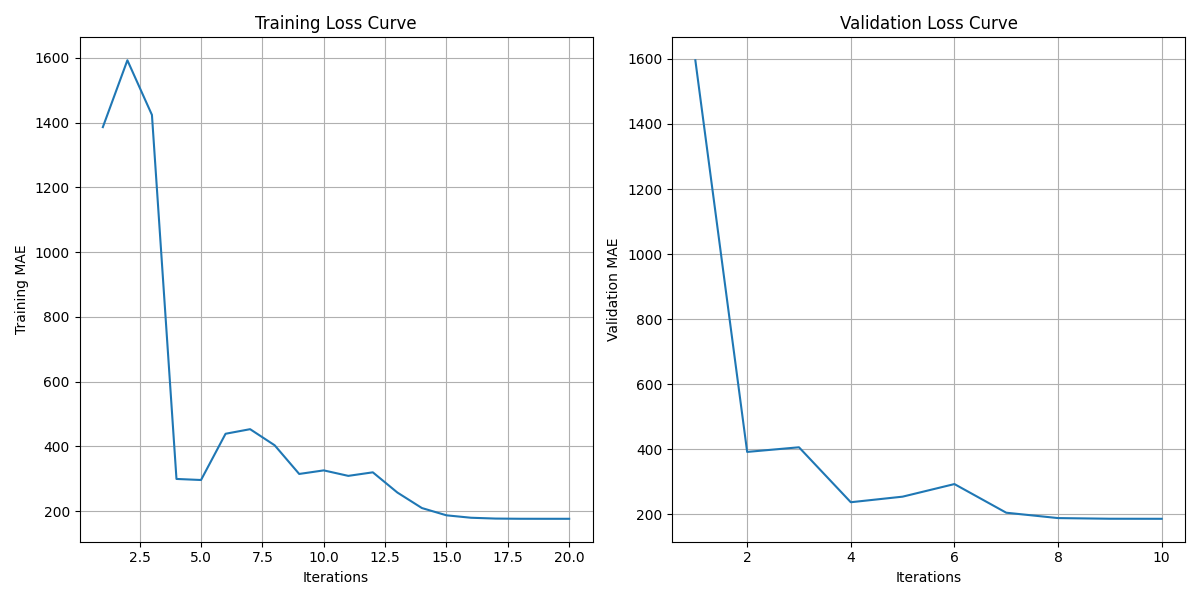 Training Loss Curve
1600
1400
1200
1000
800
600
400
200
Training MAE
2.5 5.0 7.5 10.0 12.5 15.0 17.5 20.0
Iterations
Validation Loss Curve
1600
1400
1200
1000
800
600
400
200
Validation MAE
2 4 6 8 10
Iterations